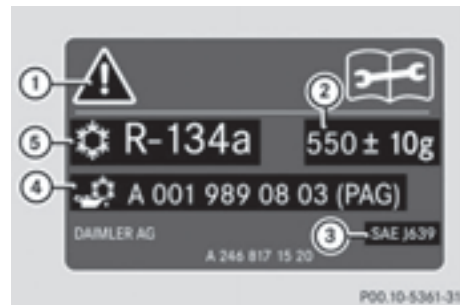 1
2
5 R-134a 550 ± 10g
4 A 001 989 08 03 (PAG)
DAIMLER AG 3 SAE J639
A 246 817 15 20
P00.10-5361-31